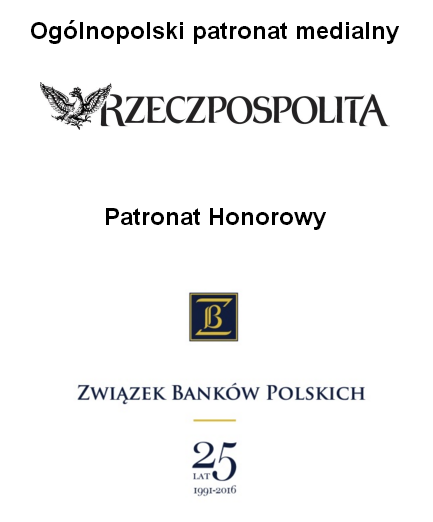 Ogólnopolski patronat medialny
RZECZPOSPOLITA
Patronat Honorowy
ZB
ZWIĄZEK BANKÓW POLSKICH
25
LAT
1991-2016